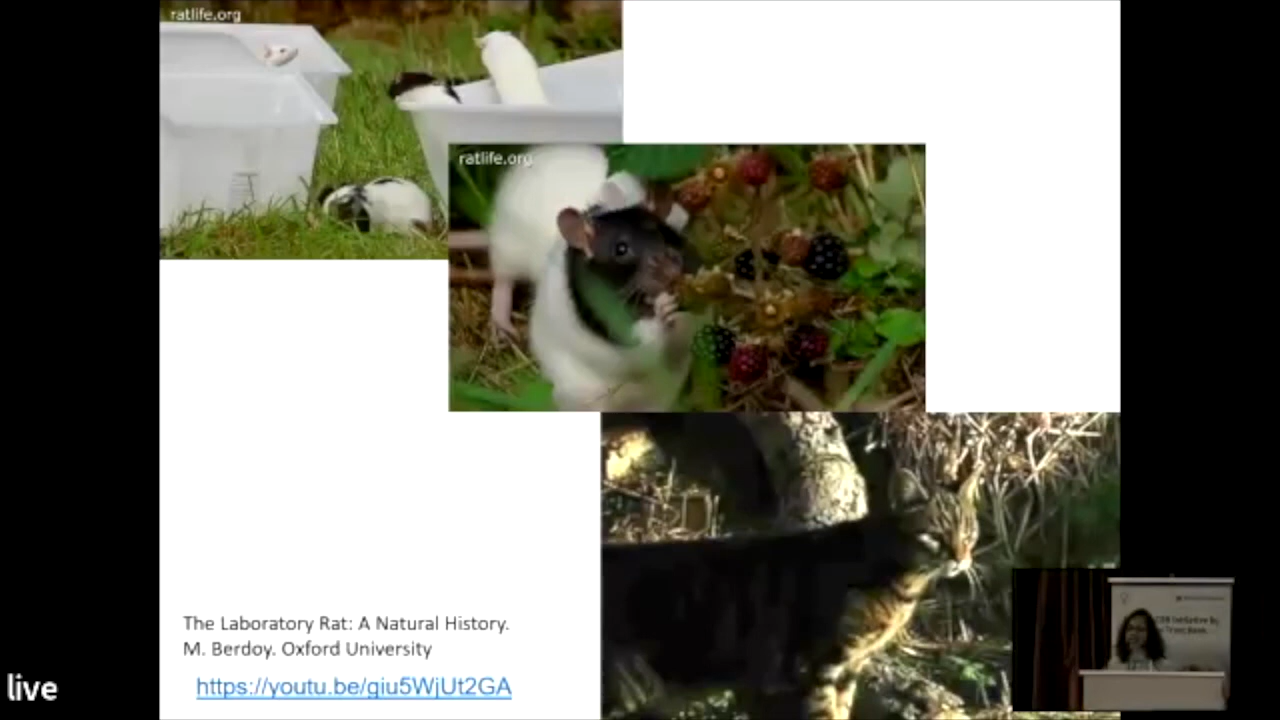 ratlife.org
ratlife.org
The Laboratory Rat: A Natural History.
M. Berdoy. Oxford University
https://youtu.be/giu5WjUt2GA
live